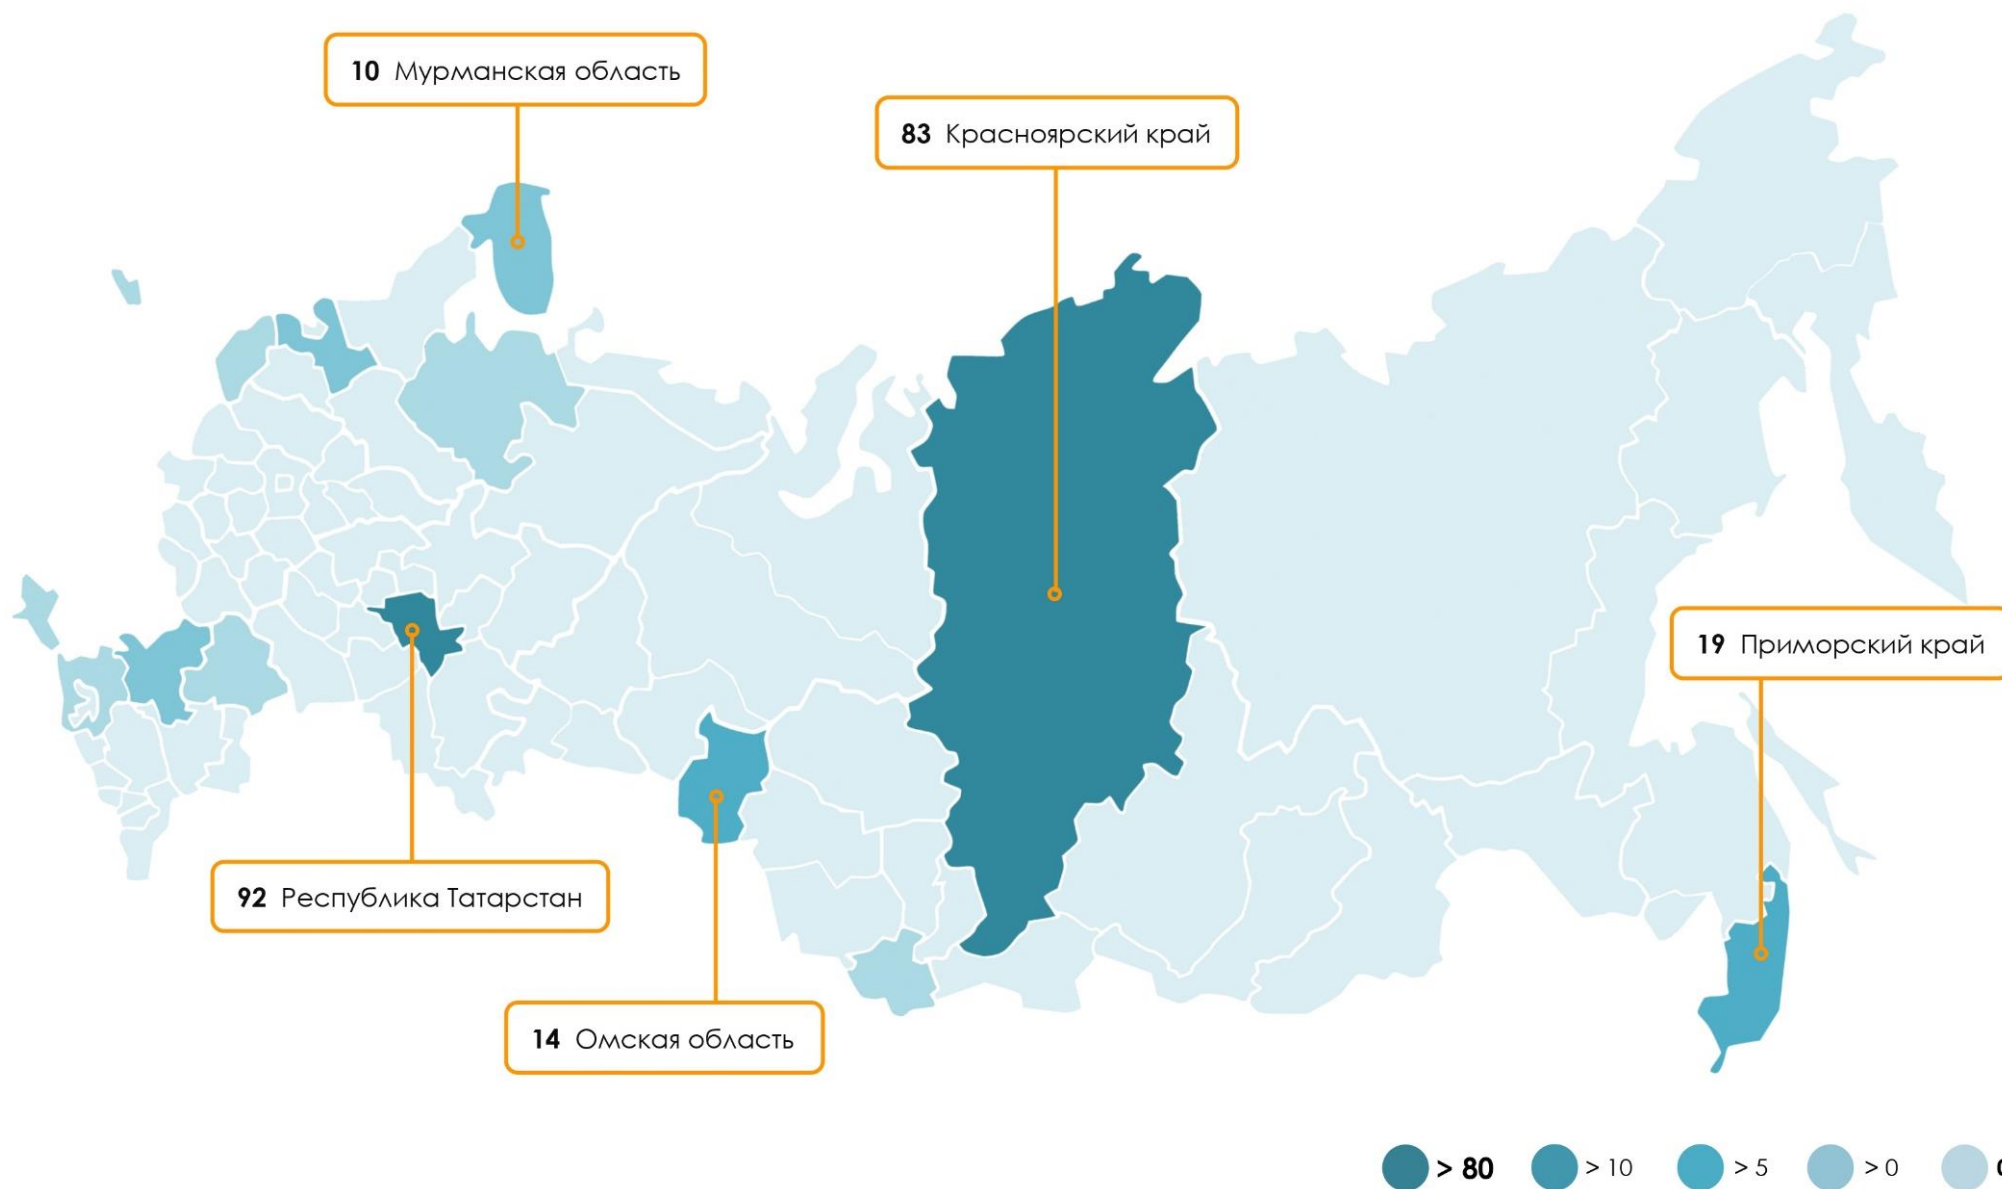 10 Мурманская область
83 Красноярский край
19 Приморский край
92 Республика Татарстан
14 Омская область
> 80 > 10 > 5 > 0